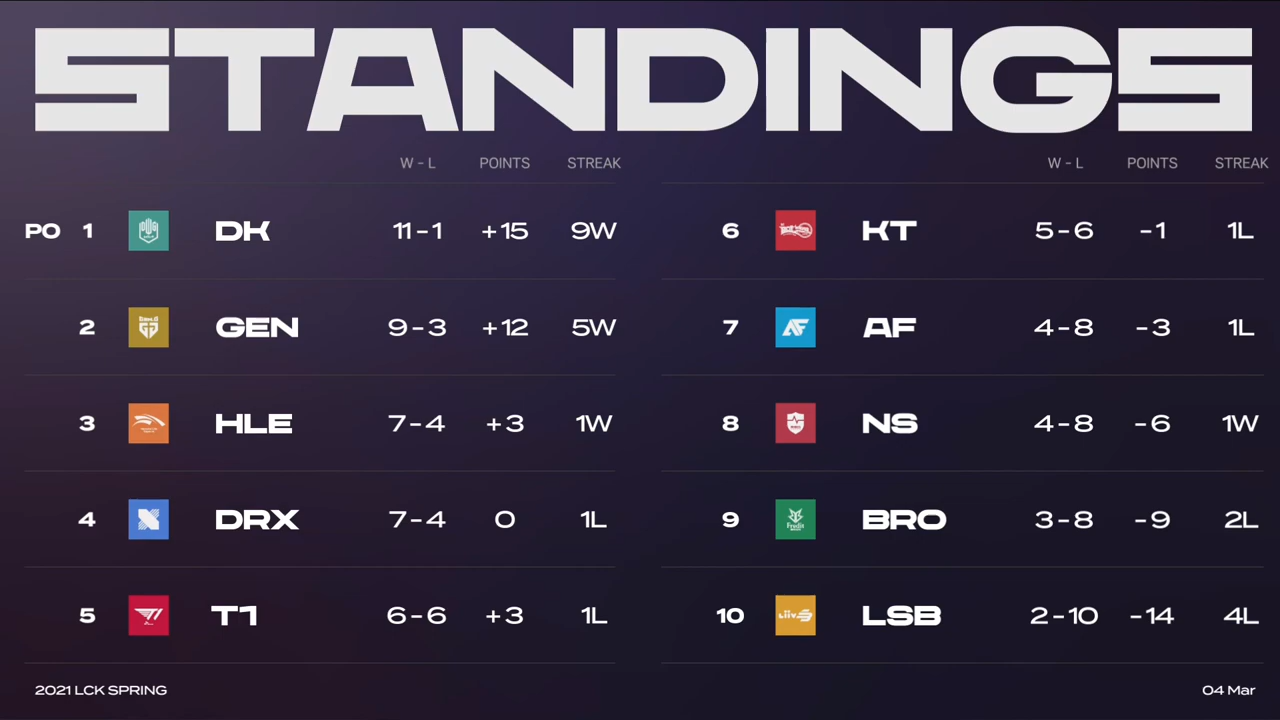 STANDINGS
W - L POINTS STREAK
PO 1 DK 11 - 1 +15 9W
2 GEN 9 - 3 +12 5W
3 HLE 7 - 4 +3 1W
4 DRX 7 - 4 0 1L
5 T1 6 - 6 +3 1L
W - L POINTS STREAK
6 KT 5 - 6 -1 1L
7 AF 4 - 8 -3 1L
8 NS 4 - 8 -6 1W
9 Fredit BRO 3 - 8 -9 2L
10 Liiv S LSB 2 - 10 -14 4L
2021 LCK SPRING
04 Mar